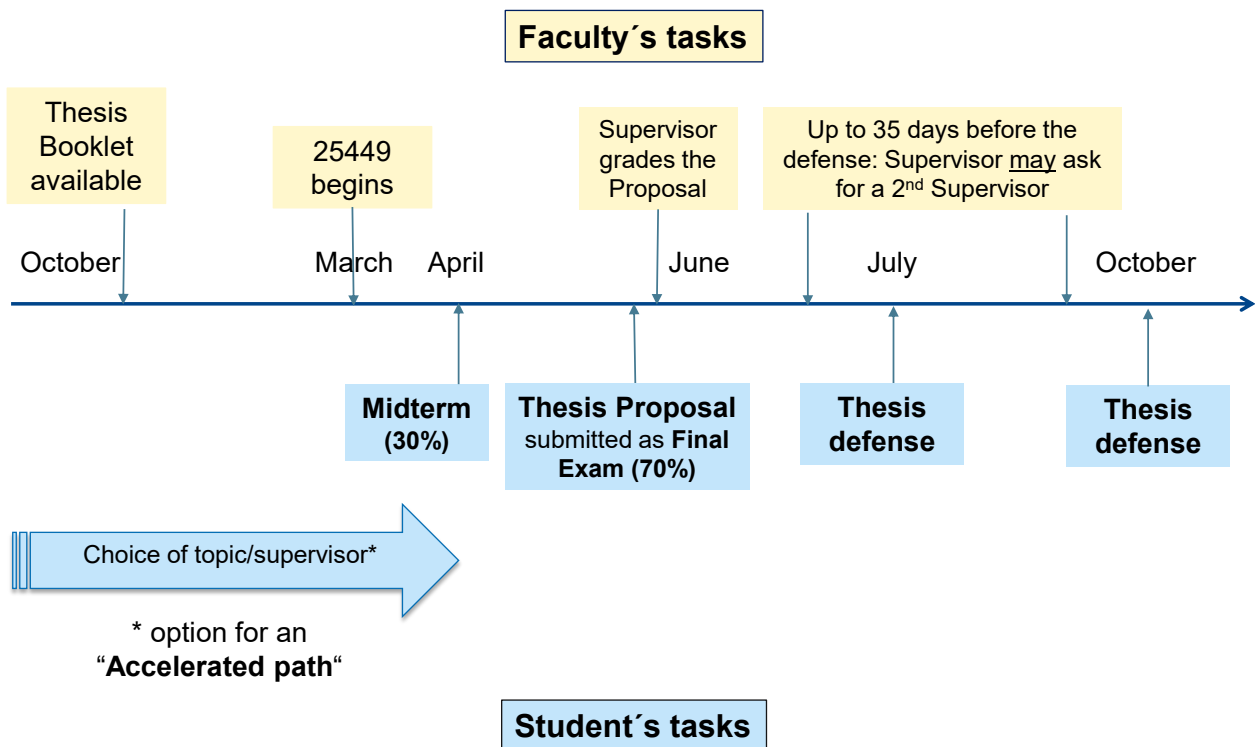 Faculty´s tasks
Thesis
Booklet
available
25449
begins
Supervisor
grades the
Proposal
Up to 35 days before the
defense: Supervisor may ask
for a 2nd Supervisor
October
March
April
June
July
October
Midterm
(30%)
Thesis Proposal
submitted as Final
Exam (70%)
Thesis
defense
Thesis
defense
Choice of topic/supervisor*
* option for an
“Accelerated path“
Student´s tasks